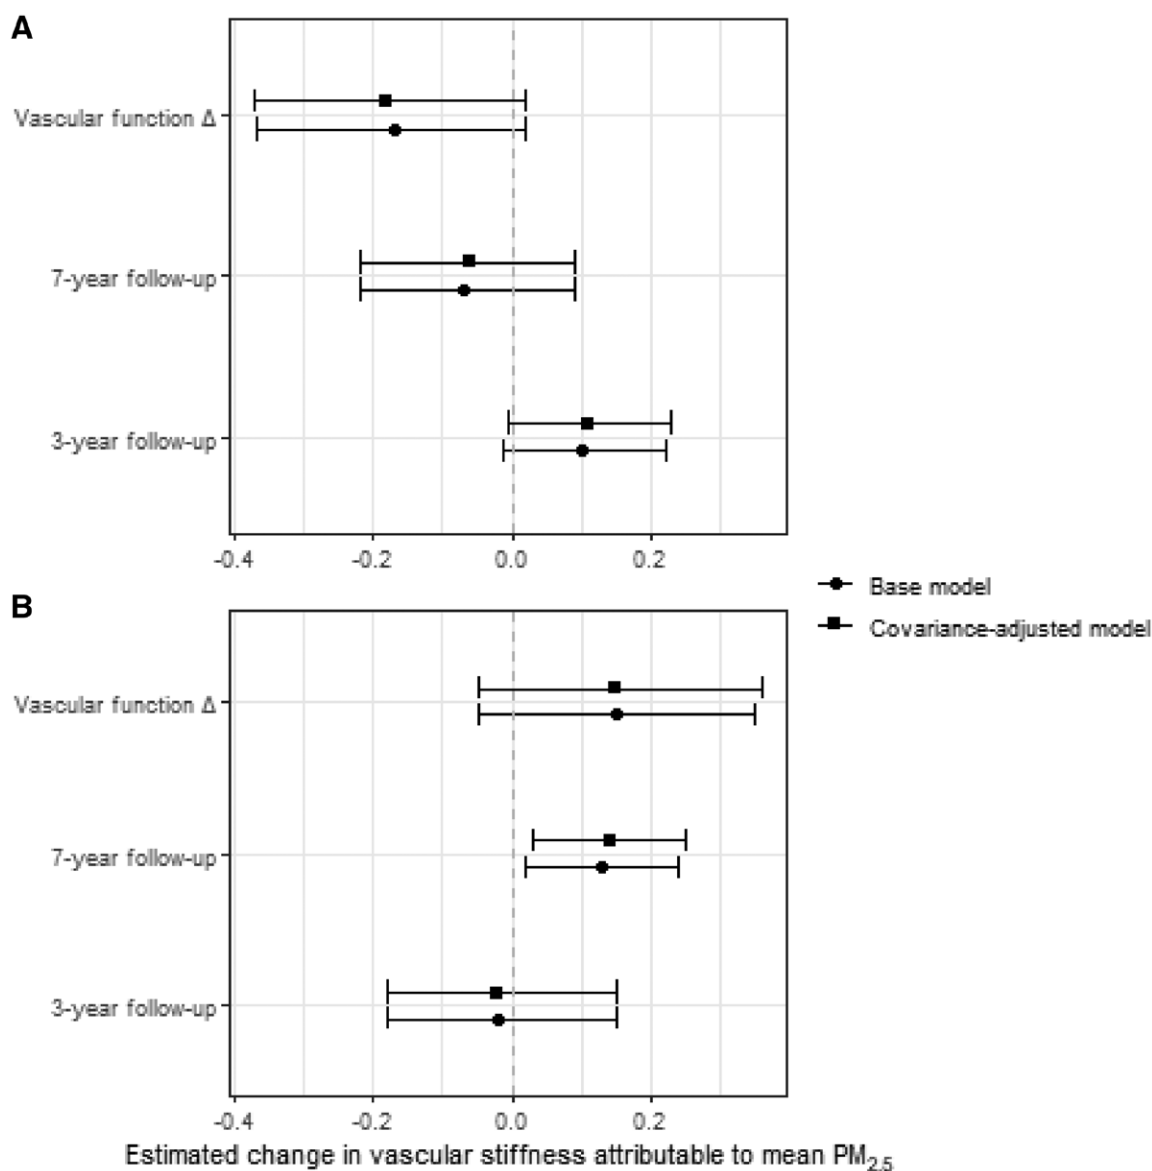 A
Vascular function Δ
7-year follow-up
3-year follow-up
-0.4 -0.2 0.0 0.2
Base model
Covariance-adjusted model
B
Vascular function Δ
7-year follow-up
3-year follow-up
-0.4 -0.2 0.0 0.2
Estimated change in vascular stiffness attributable to mean PM2.5